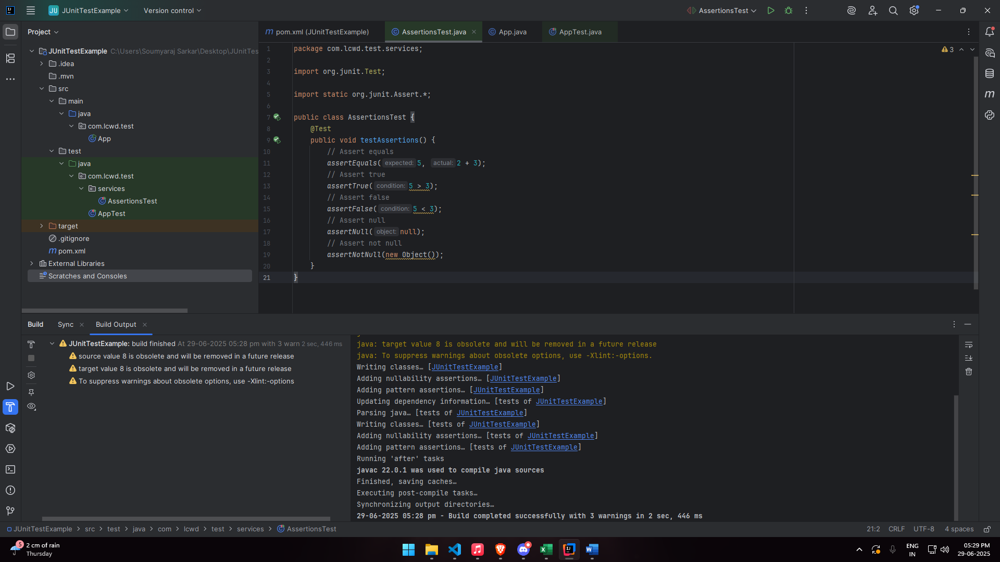 JU JUnitTestExample Version control AssertionsTest
Project
JUnitTestExample C:\Users\Soumyaraj Sarkar\Desktop\JUnitTes
.idea
.mvn
src
main
java
com.lcwd.test
App
test
java
com.lcwd.test
services
AssertionsTest
AppTest
target
.gitignore
m pom.xml
External Libraries
Scratches and Consoles
m pom.xml (JUnitTestExample) AssertionsTest.java App.java AppTest.java
3
1 package com.lcwd.test.services;
2
3 import org.junit.Test;
4
5 import static org.junit.Assert.*;
6
7 public class AssertionsTest {
8 @Test
9 public void testAssertions() {
10 // Assert equals
11 assertEquals( expected: 5, actual: 2 + 3);
12 // Assert true
13 assertTrue( condition: 5 > 3);
14 // Assert false
15 assertFalse( condition: 5 < 3);
16 // Assert null
17 assertNull( object: null);
18 // Assert not null
19 assertNotNull(new Object());
20 }
21 }
Build Sync Build Output
JUnitTestExample: build finished At 29-06-2025 05:28 pm with 3 warn 2 sec, 446 ms
source value 8 is obsolete and will be removed in a future release
target value 8 is obsolete and will be removed in a future release
To suppress warnings about obsolete options, use -Xlint:-options
java: target value 8 is obsolete and will be removed in a future release
java: To suppress warnings about obsolete options, use -Xlint:-options.
Writing classes… [JUnitTestExample]
Adding nullability assertions… [JUnitTestExample]
Adding pattern assertions… [JUnitTestExample]
Updating dependency information… [tests of JUnitTestExample]
Parsing java… [tests of JUnitTestExample]
Writing classes… [tests of JUnitTestExample]
Adding nullability assertions… [tests of JUnitTestExample]
Adding pattern assertions… [tests of JUnitTestExample]
Running 'after' tasks
javac 22.0.1 was used to compile java sources
Finished, saving caches…
Executing post-compile tasks…
Synchronizing output directories…
29-06-2025 05:28 pm - Build completed successfully with 3 warnings in 2 sec, 446 ms
JUnitTestExample > src > test > java > com > lcwd > test > services > AssertionsTest
21:2 CRLF UTF-8 4 spaces
5
2 cm of rain
Thursday
ENG
IN
05:29 PM
29-06-2025